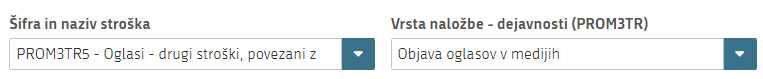 Šifra in naziv stroška
Vrsta naložbe - dejavnosti (PROM3TR)
PROM3TR5 - Oglasi - drugi stroški, povezani z
Objava oglasov v medijih